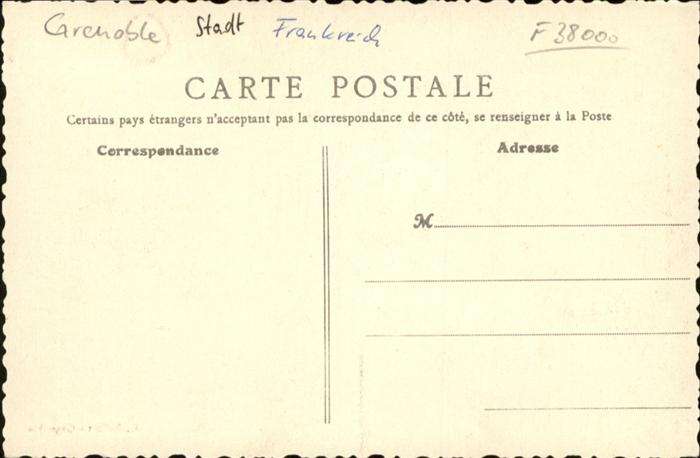 Grenoble Stadt Frankreich F 38000
CARTE POSTALE
Certains pays étrangers n'acceptant pas la correspondance de ce côté, se renseigner à la Poste
Correspondance Adresse
M